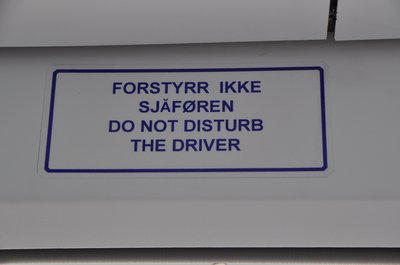 FORSTYRR IKKE
SJÅFØREN
DO NOT DISTURB
THE DRIVER